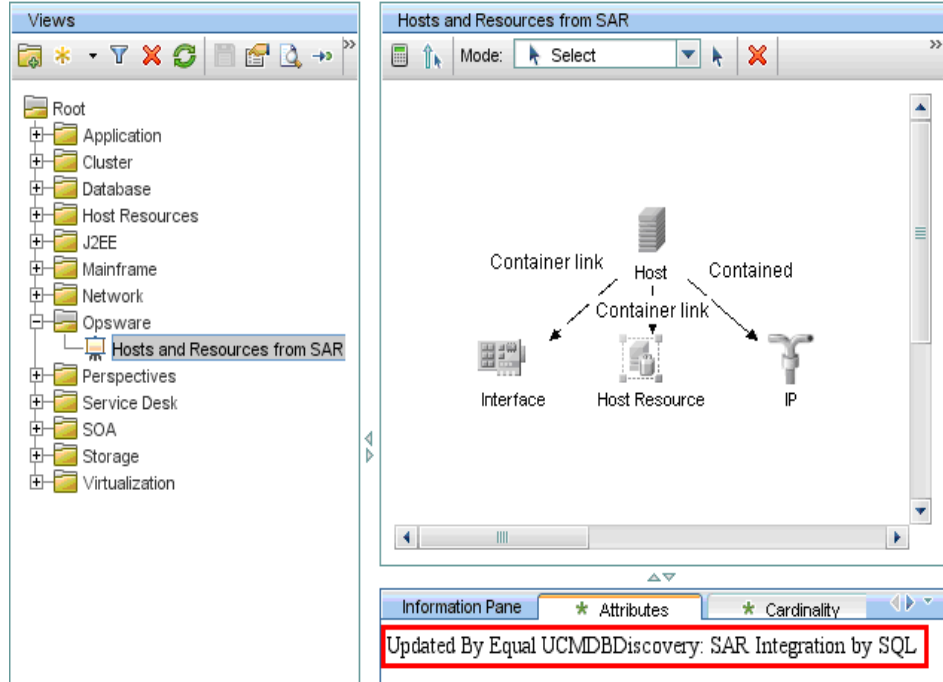 Views
Root
Application
Cluster
Database
Host Resources
J2EE
Mainframe
Network
Opsware
Hosts and Resources from SAR
Perspectives
Service Desk
SOA
Storage
Virtualization
Hosts and Resources from SAR
Mode: Select
Container link
Host
Contained
Container link
Interface
Host Resource
IP
Information Pane
Attributes
Cardinality
Updated By Equal UCMDBDiscovery: SAR Integration by SQL